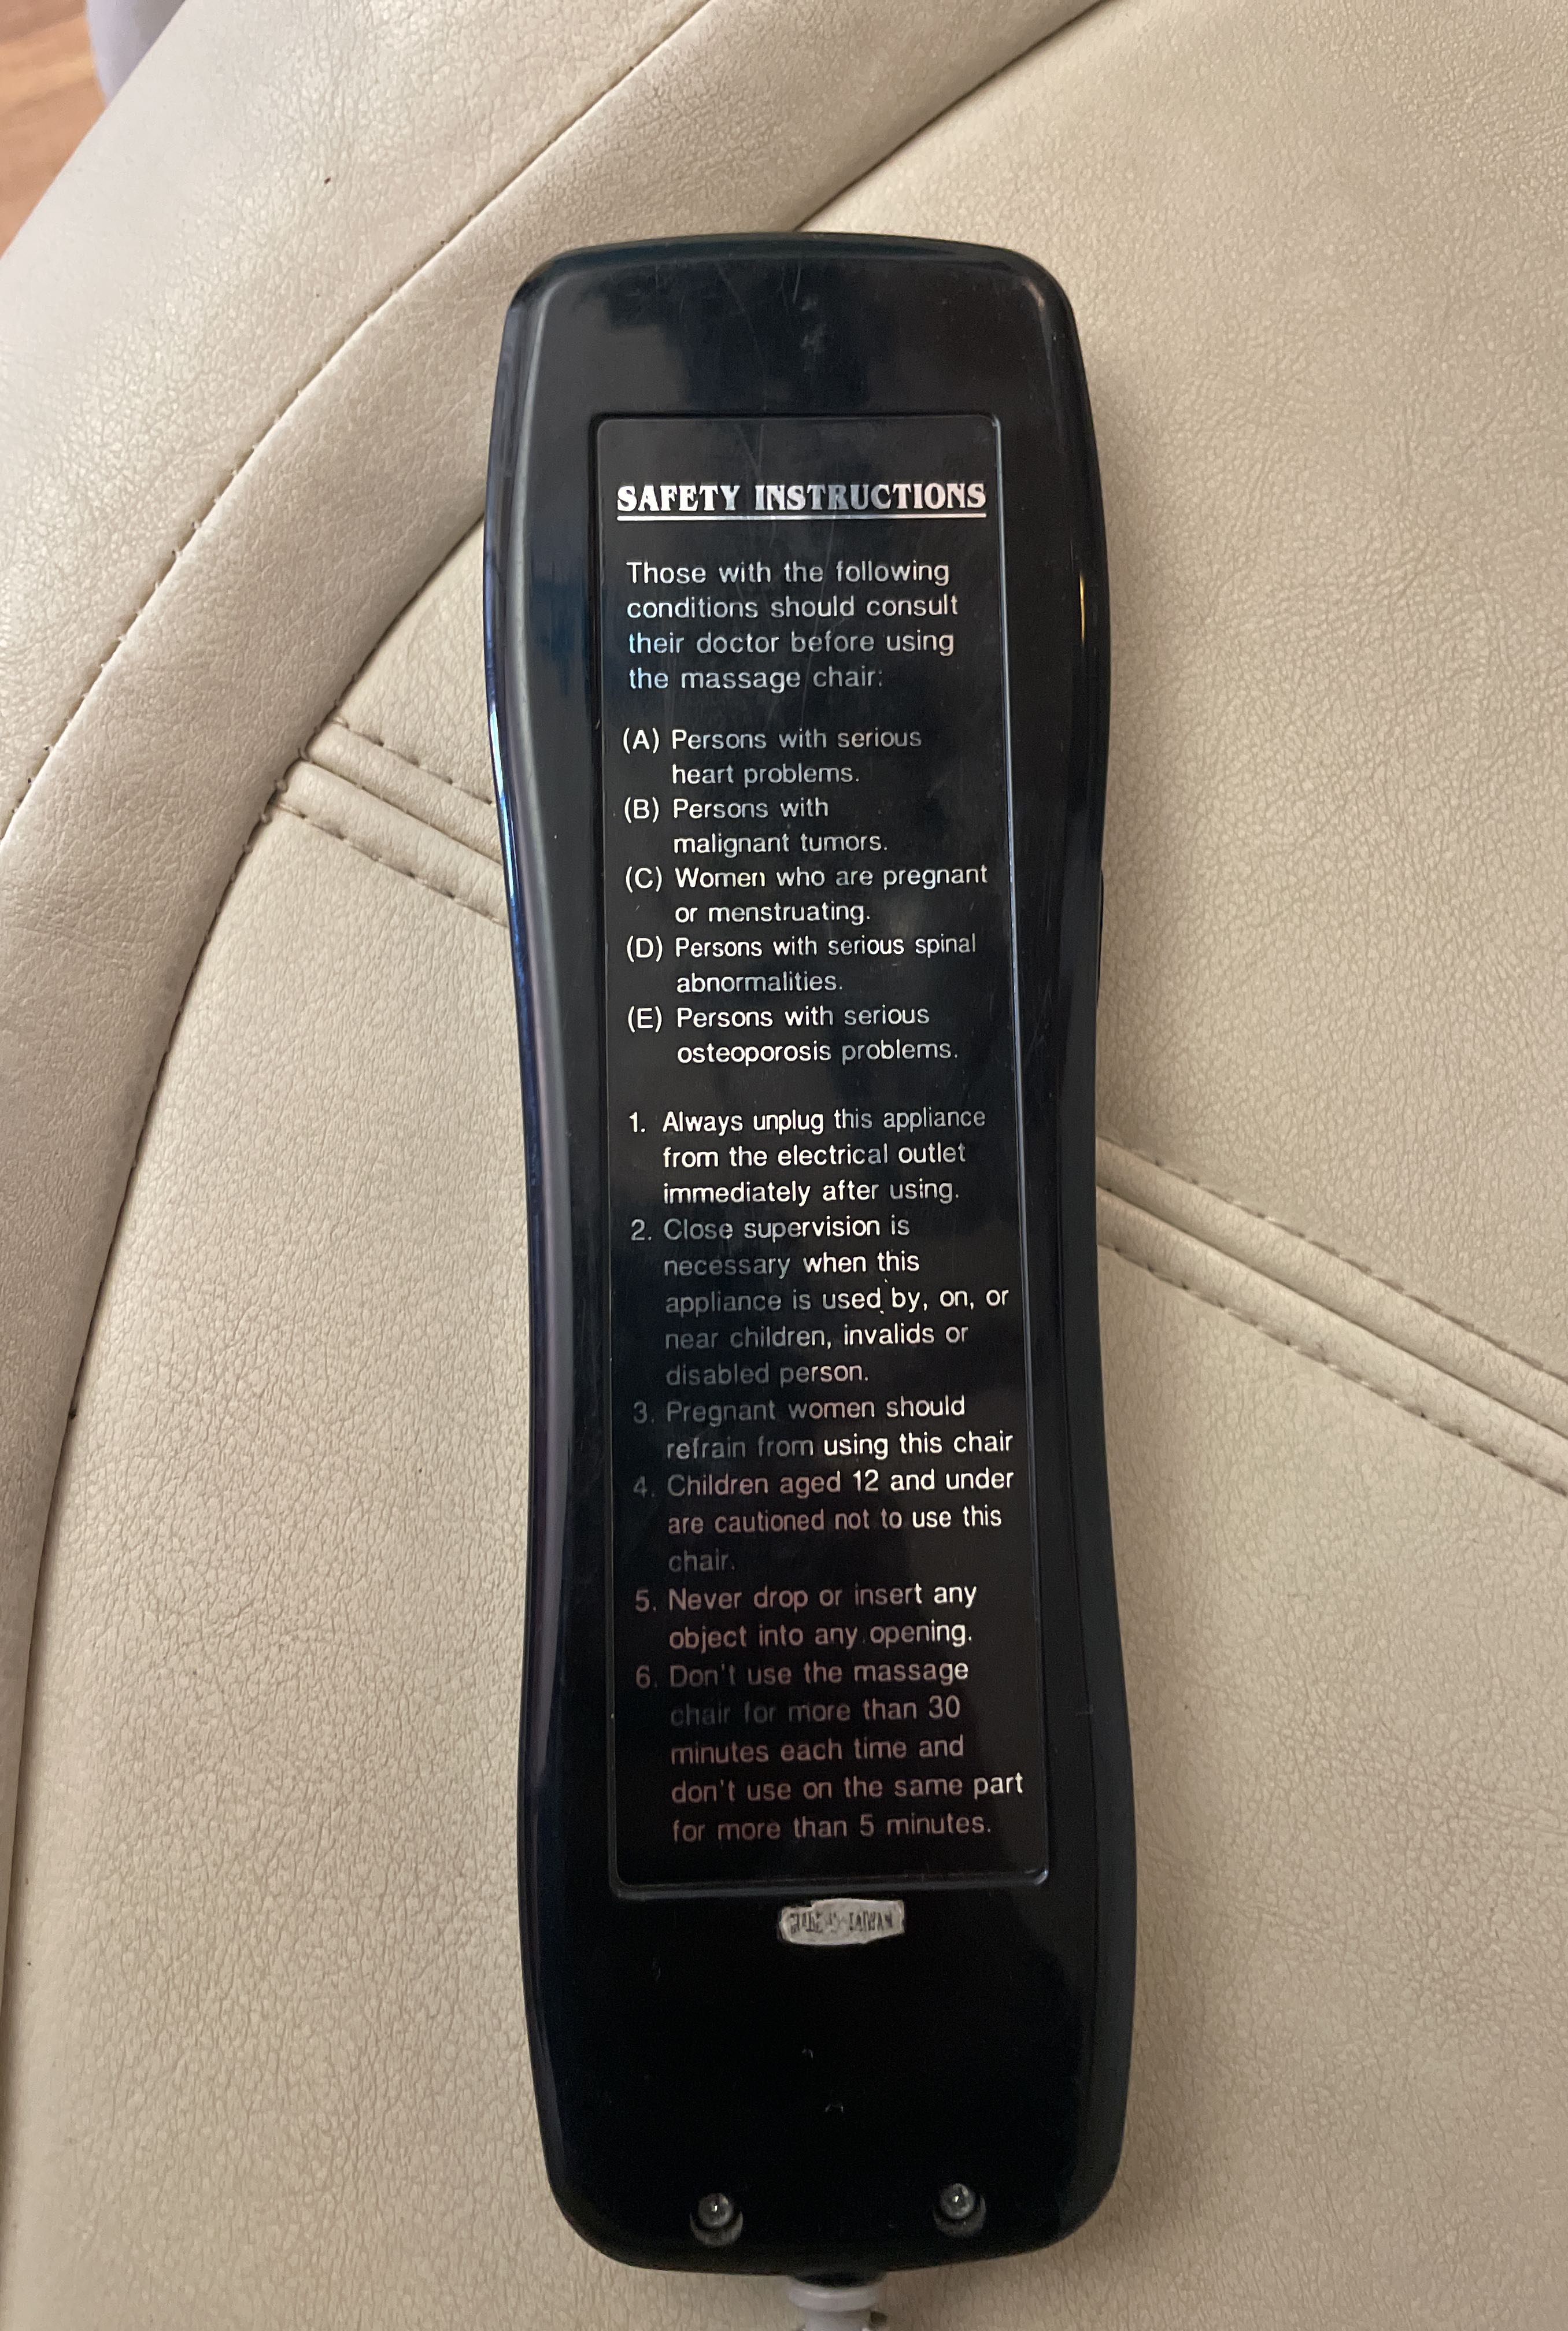 SAFETY INSTRUCTIONS
Those with the following
conditions should consult
their doctor before using
the massage chair:
(A) Persons with serious
heart problems.
(B) Persons with
malignant tumors.
(C) Women who are pregnant
or menstruating.
(D) Persons with serious spinal
abnormalities.
(E) Persons with serious
osteoporosis problems.
1. Always unplug this appliance
from the electrical outlet
immediately after using.
2. Close supervision is
necessary when this
appliance is used by, on, or
near children, invalids or
disabled person.
3. Pregnant women should
refrain from using this chair
4. Children aged 12 and under
are cautioned not to use this
chair.
5. Never drop or insert any
object into any opening.
6. Don't use the massage
chair for more than 30
minutes each time and
don't use on the same part
for more than 5 minutes.
TAIWAN